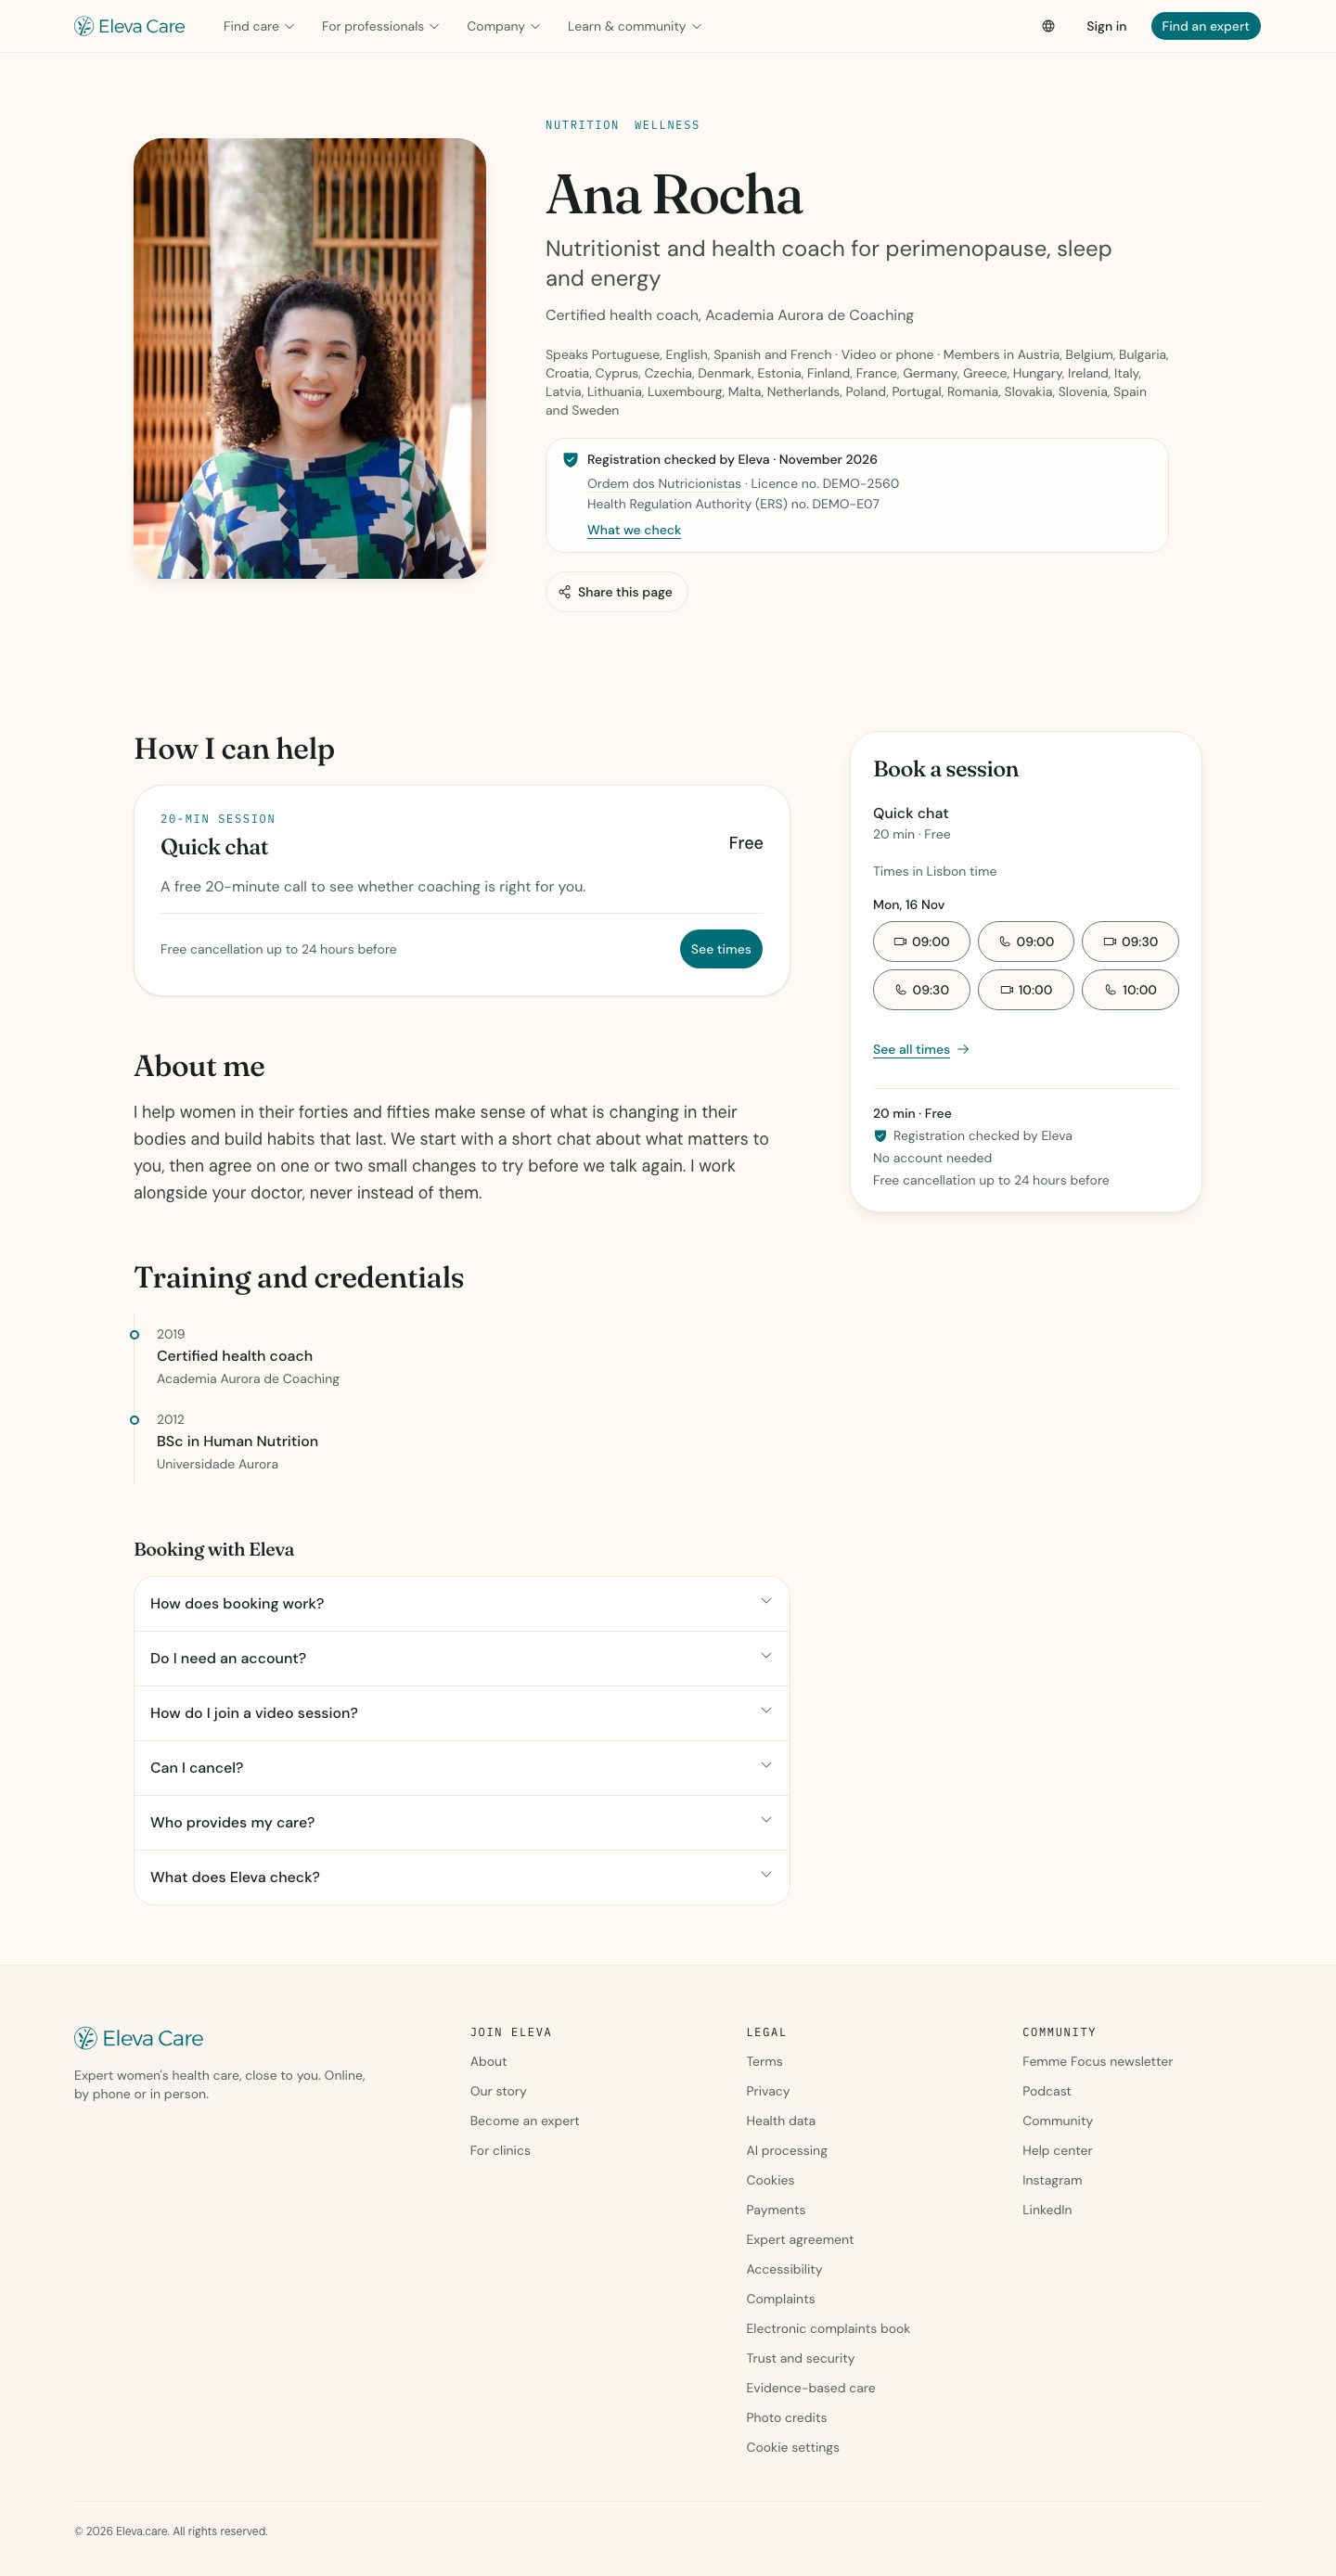 Eleva Care
Find care
For professionals
Company
Learn & community
Sign in
Find an expert
NUTRITION WELLNESS
Ana Rocha
Nutritionist and health coach for perimenopause, sleep
and energy
Certified health coach, Academia Aurora de Coaching
Speaks Portuguese, English, Spanish and French · Video or phone · Members in Austria, Belgium, Bulgaria,
Croatia, Cyprus, Czechia, Denmark, Estonia, Finland, France, Germany, Greece, Hungary, Ireland, Italy,
Latvia, Lithuania, Luxembourg, Malta, Netherlands, Poland, Portugal, Romania, Slovakia, Slovenia, Spain
and Sweden
Registration checked by Eleva · November 2026
Ordem dos Nutricionistas · Licence no. DEMO-2560
Health Regulation Authority (ERS) no. DEMO-E07
What we check
Share this page
How I can help
20-MIN SESSION
Quick chat
Free
A free 20-minute call to see whether coaching is right for you.
Free cancellation up to 24 hours before
See times
About me
I help women in their forties and fifties make sense of what is changing in their
bodies and build habits that last. We start with a short chat about what matters to
you, then agree on one or two small changes to try before we talk again. I work
alongside your doctor, never instead of them.
Training and credentials
2019
Certified health coach
Academia Aurora de Coaching
2012
BSc in Human Nutrition
Universidade Aurora
Booking with Eleva
How does booking work?
Do I need an account?
How do I join a video session?
Can I cancel?
Who provides my care?
What does Eleva check?
Book a session
Quick chat
20 min · Free
Times in Lisbon time
Mon, 16 Nov
09:00 09:00 09:30
09:30 10:00 10:00
See all times
20 min · Free
Registration checked by Eleva
No account needed
Free cancellation up to 24 hours before
Eleva Care
Expert women's health care, close to you. Online,
by phone or in person.
JOIN ELEVA
About
Our story
Become an expert
For clinics
LEGAL
Terms
Privacy
Health data
AI processing
Cookies
Payments
Expert agreement
Accessibility
Complaints
Electronic complaints book
Trust and security
Evidence-based care
Photo credits
Cookie settings
COMMUNITY
Femme Focus newsletter
Podcast
Community
Help center
Instagram
LinkedIn
© 2026 Eleva.care. All rights reserved.